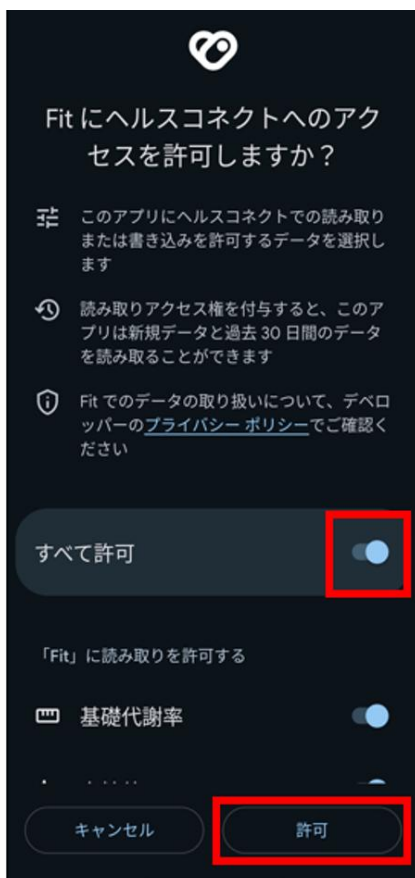 Fit にヘルスコネクトへのアク
セスを許可しますか？
このアプリにヘルスコネクトでの読み取り
または書き込みを許可するデータを選択し
ます
読み取りアクセス権を付与すると、このア
プリは新規データと過去 30 日間のデータ
を読み取ることができます
Fit でのデータの取り扱いについて、デベロ
ッパーのプライバシー ポリシーでご確認く
ださい
すべて許可
「Fit」に読み取りを許可する
基礎代謝率
キャンセル
許可